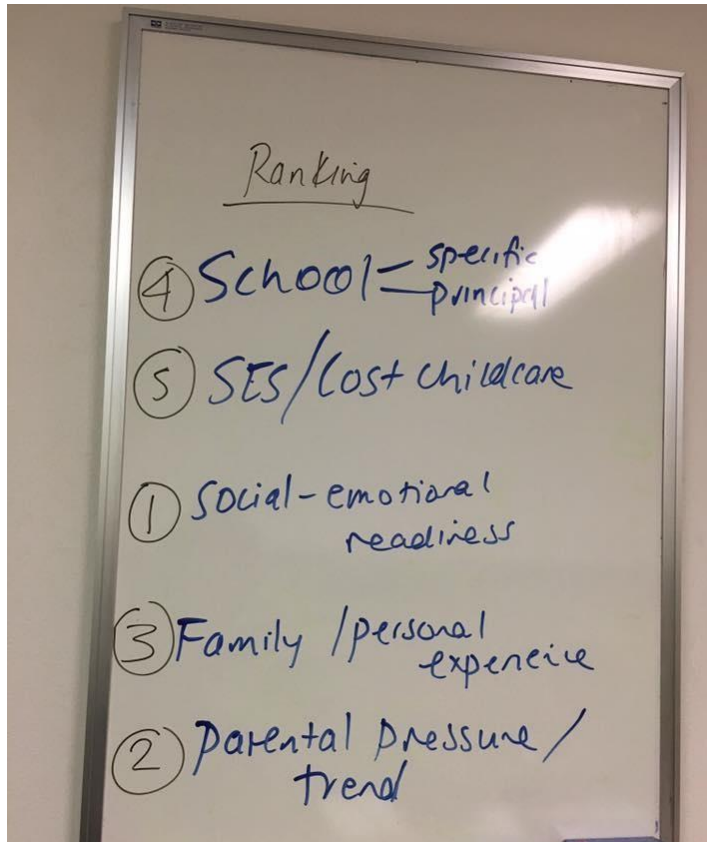 Ranking
④ School – specific
– principal
⑤ SES/Cost childcare
① Social-emotional
readiness
③ Family /personal
experience
② Parental pressure/
trend